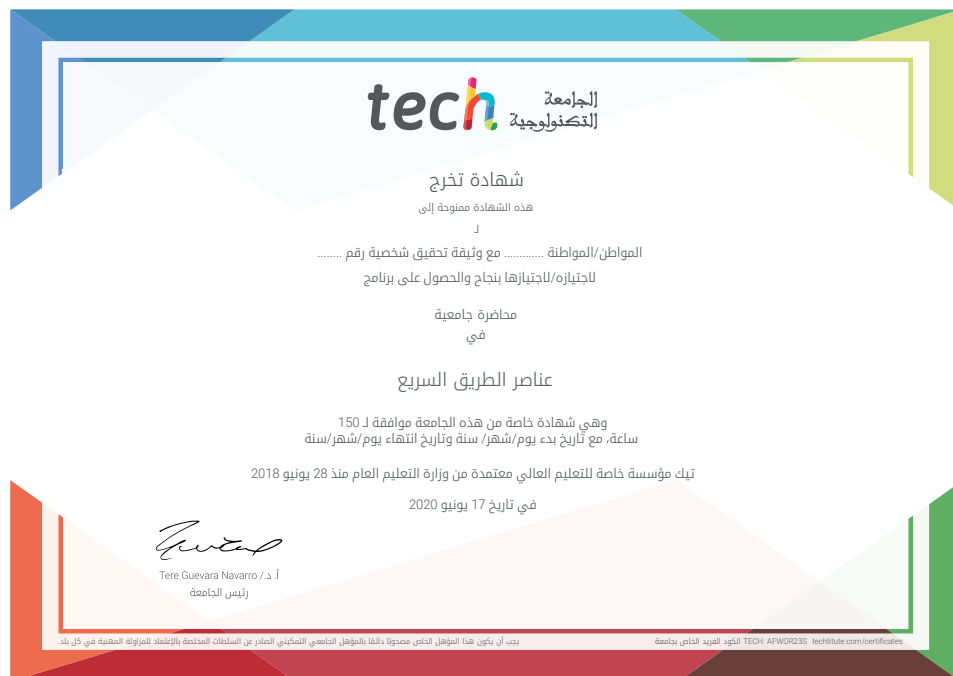 tech الجامعة
التكنولوجية
شهادة تخرج
هذه الشهادة ممنوحة إلى
لـ
المواطن/المواطنة ............. مع وثيقة تحقيق شخصية رقم ........
لاجتيازه/لاجتيازها بنجاح والحصول على برنامج
محاضرة جامعية
في
عناصر الطريق السريع
وهي شهادة خاصة من هذه الجامعة موافقة لـ 150
ساعة، مع تاريخ بدء يوم/شهر/ سنة وتاريخ انتهاء يوم/شهر/سنة
تيك مؤسسة خاصة للتعليم العالي معتمدة من وزارة التعليم العام منذ 28 يونيو 2018
في تاريخ 17 يونيو 2020
أ. د./ Tere Guevara Navarro
رئيس الجامعة
يجب أن يكون هذا المؤهل الخاص مصحوبًا دائمًا بالمؤهل الجامعي التمكيني الصادر عن السلطات المختصة بالإعتماد للمزاولة المهنية في كل بلد.
الكود الفريد الخاص بجامعة TECH: AFWOR23S techtitute.com/certificates